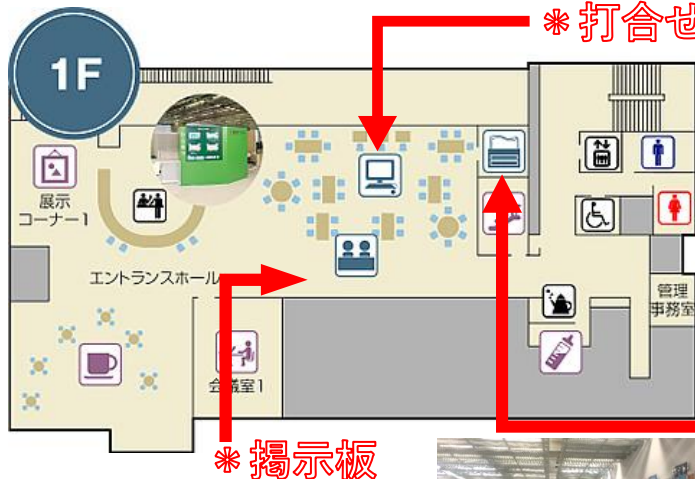 1F
＊打合せ
展示
コーナー1
エントランスホール
管理
事務室
会議室1
＊掲示板